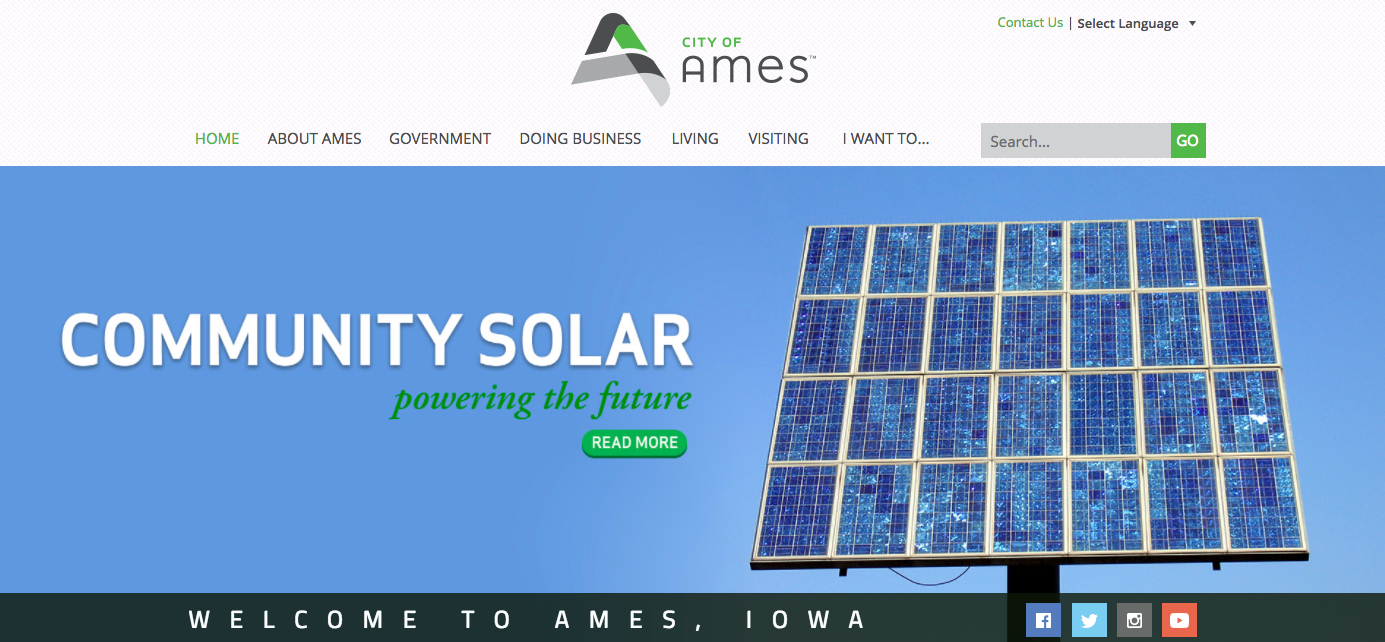 Contact Us | Select Language
CITY OF
AMES™
HOME ABOUT AMES GOVERNMENT DOING BUSINESS LIVING VISITING I WANT TO...
Search... GO
COMMUNITY SOLAR
powering the future
READ MORE
WELCOME TO AMES, IOWA